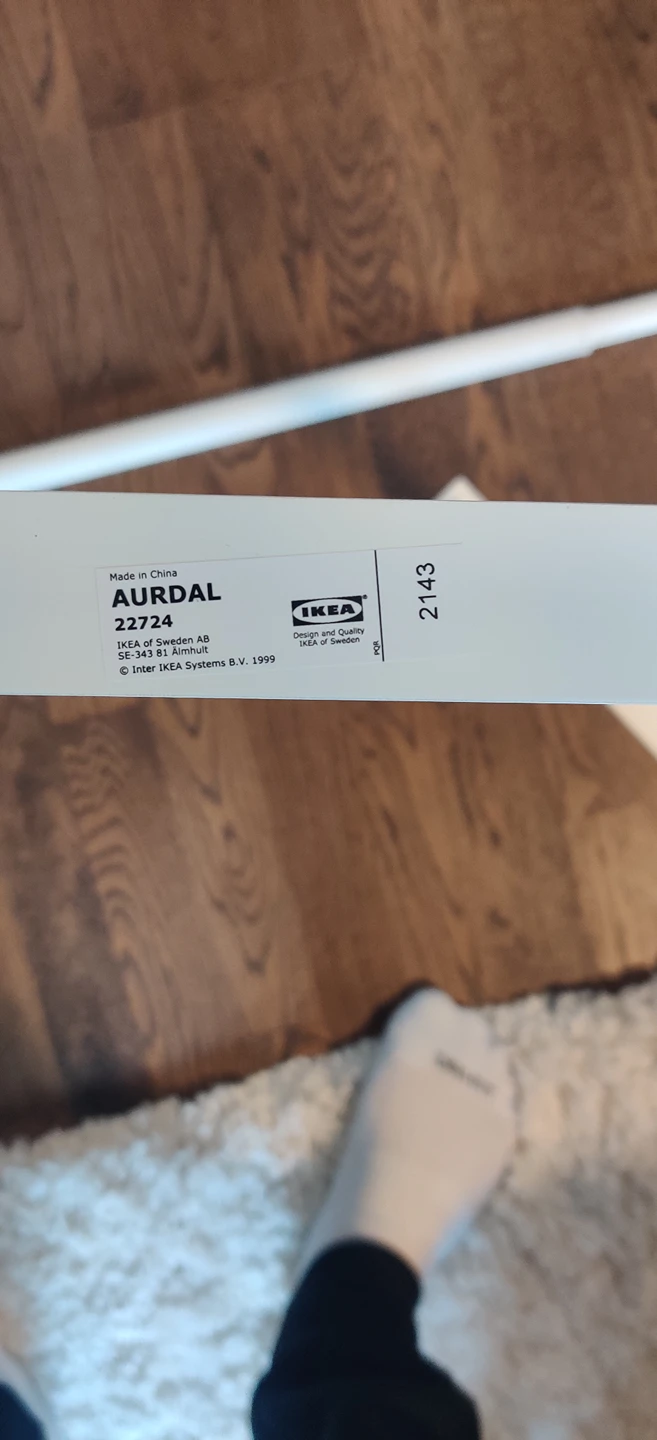 Made in China
AURDAL
22724
IKEA of Sweden AB
SE-343 81 Älmhult
© Inter IKEA Systems B.V. 1999
IKEA®
Design and Quality
IKEA of Sweden
PQR
2143